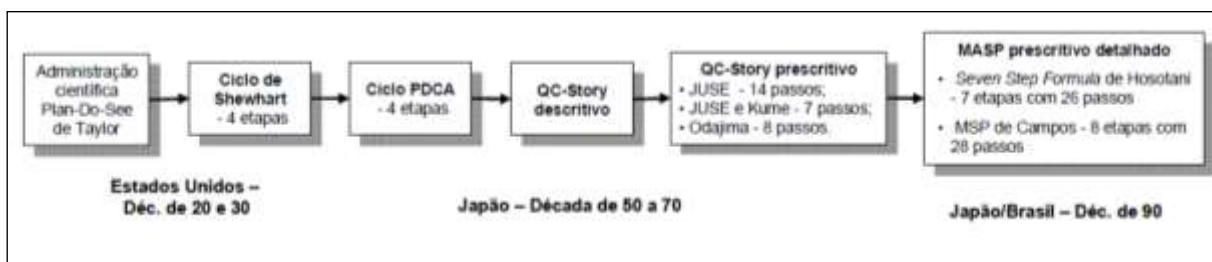 Administração
científica
Plan-Do-See
de Taylor
Ciclo de
Shewhart
- 4 etapas
Ciclo PDCA
- 4 etapas
QC-Story
descritivo
QC-Story prescritivo
• JUSE - 14 passos;
• JUSE e Kume - 7 passos;
• Odajima - 8 passos.
MASP prescritivo detalhado
• Seven Step Formula de Hosotani
- 7 etapas com 26 passos
• MSP de Campos - 8 etapas com
28 passos
Estados Unidos –
Déc. de 20 e 30
Japão – Década de 50 a 70
Japão/Brasil – Déc. de 90